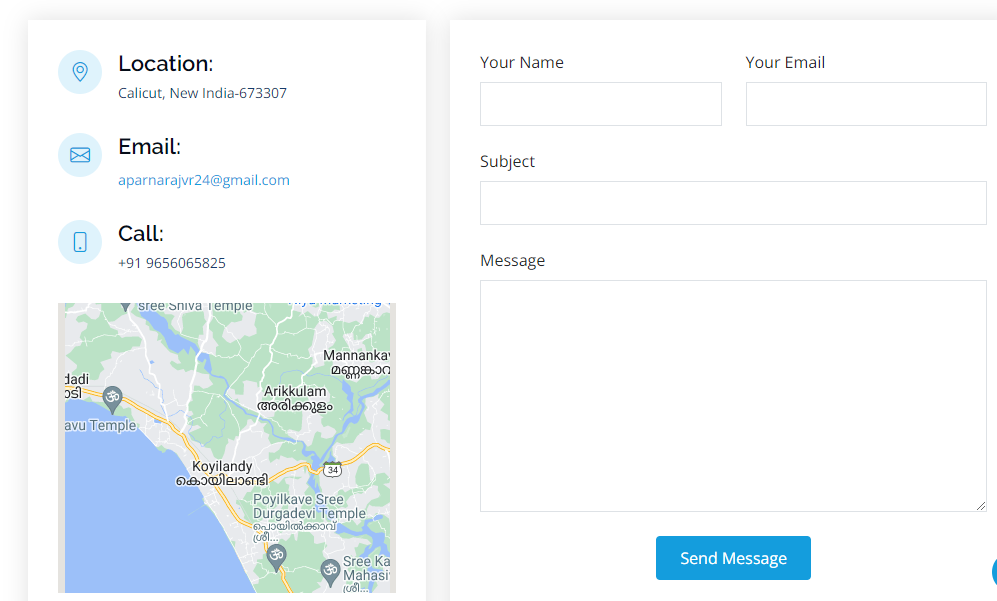 Location:
Calicut, New India-673307
Email:
aparnarajvr24@gmail.com
Call:
+91 9656065825
sree Shiva Temple
Mannankav
മണ്ണങ്കാവ
dadi
ാടി
Arikkulam
അരിക്കുളം
avu Temple
Koyilandy
കൊയിലാണ്ടി
34
Poyilkave Sree
Durgadevi Temple
പൊയിൽക്കാവ്
ശ്രീ...
Sree Ka
Mahasi
ശ്രീ...
Your Name
Your Email
Subject
Message
Send Message